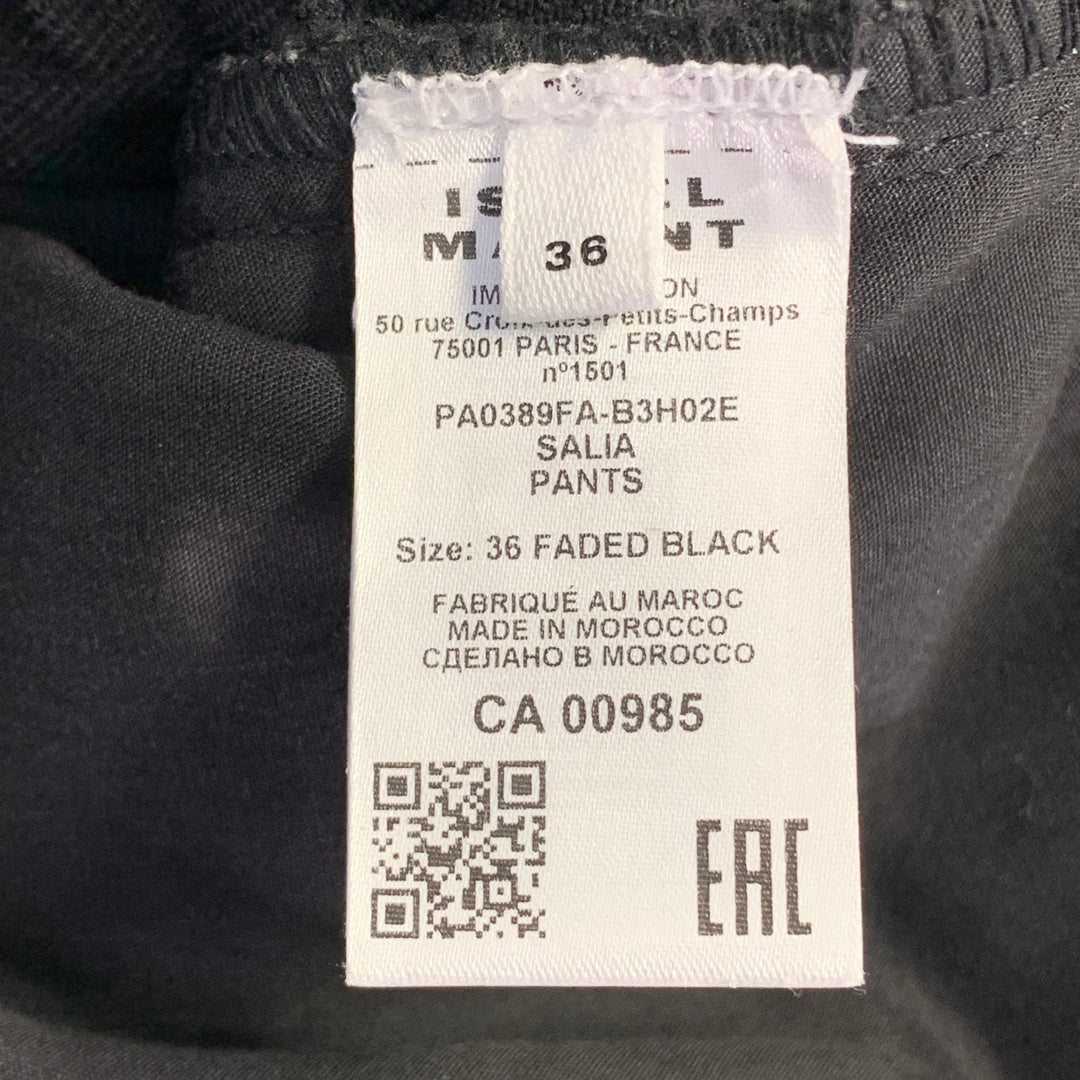 36
50 rue Croix-des-Petits-Champs
75001 PARIS - FRANCE
nº1501
PA0389FA-B3H02E
SALIA
PANTS
Size: 36 FADED BLACK
FABRIQUÉ AU MAROC
MADE IN MOROCCO
СДЕЛАНО В MOROCCO
CA 00985
EAC